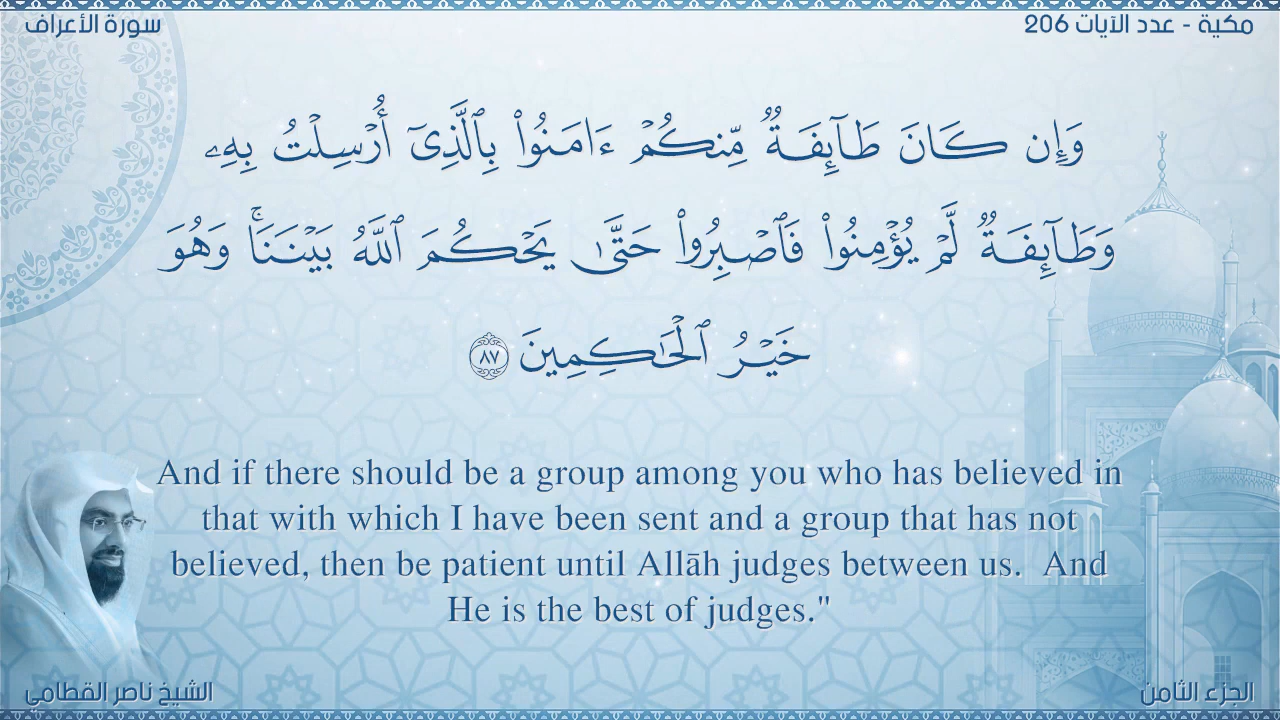 سورة الأعراف
مكية - عدد الآيات 206
وَإِن كَانَ طَآئِفَةٌ مِّنكُمْ ءَامَنُوا۟ بِٱلَّذِىٓ أُرْسِلْتُ بِهِۦ
وَطَآئِفَةٌ لَّمْ يُؤْمِنُوا۟ فَٱصْبِرُوا۟ حَتَّىٰ يَحْكُمَ ٱللَّهُ بَيْنَنَا ۚ وَهُوَ
خَيْرُ ٱلْحَـٰكِمِينَ ٨٧
And if there should be a group among you who has believed in
that with which I have been sent and a group that has not
believed, then be patient until Allāh judges between us.  And
He is the best of judges."
الشيخ ناصر القطامي
الجزء الثامن